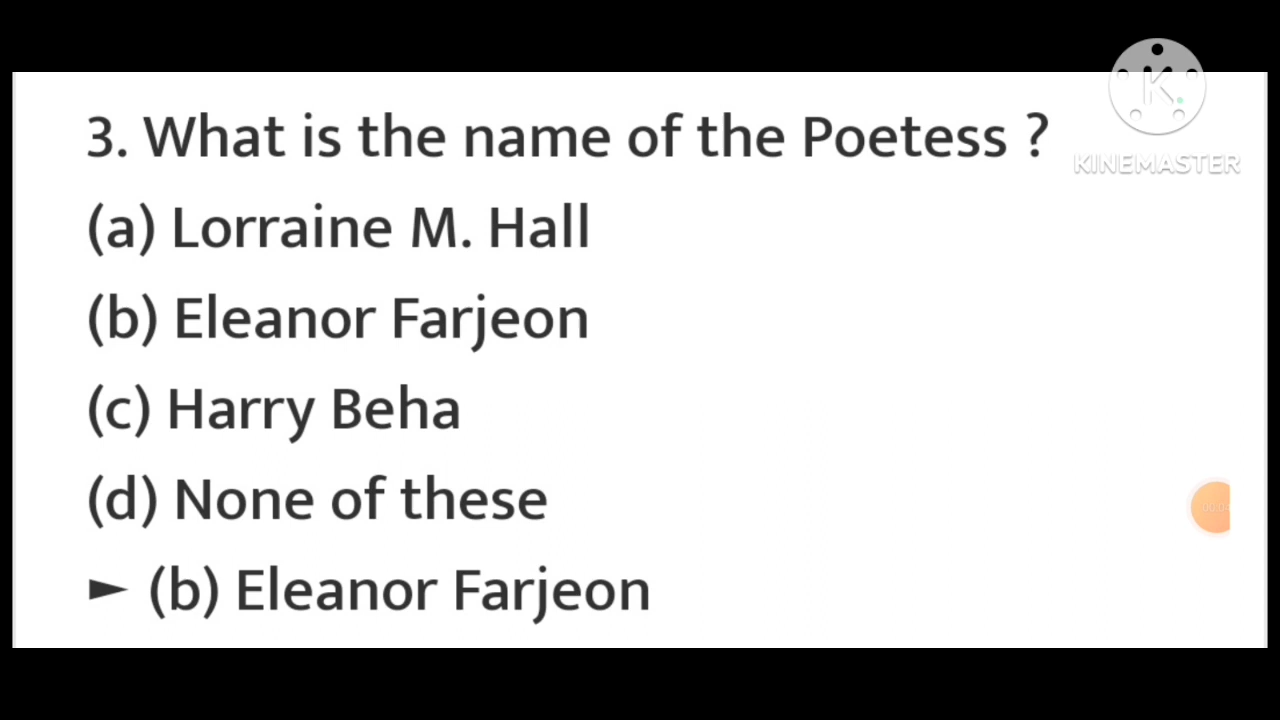 3. What is the name of the Poetess ?
KINEMASTER
(a) Lorraine M. Hall
(b) Eleanor Farjeon
(c) Harry Beha
(d) None of these
► (b) Eleanor Farjeon